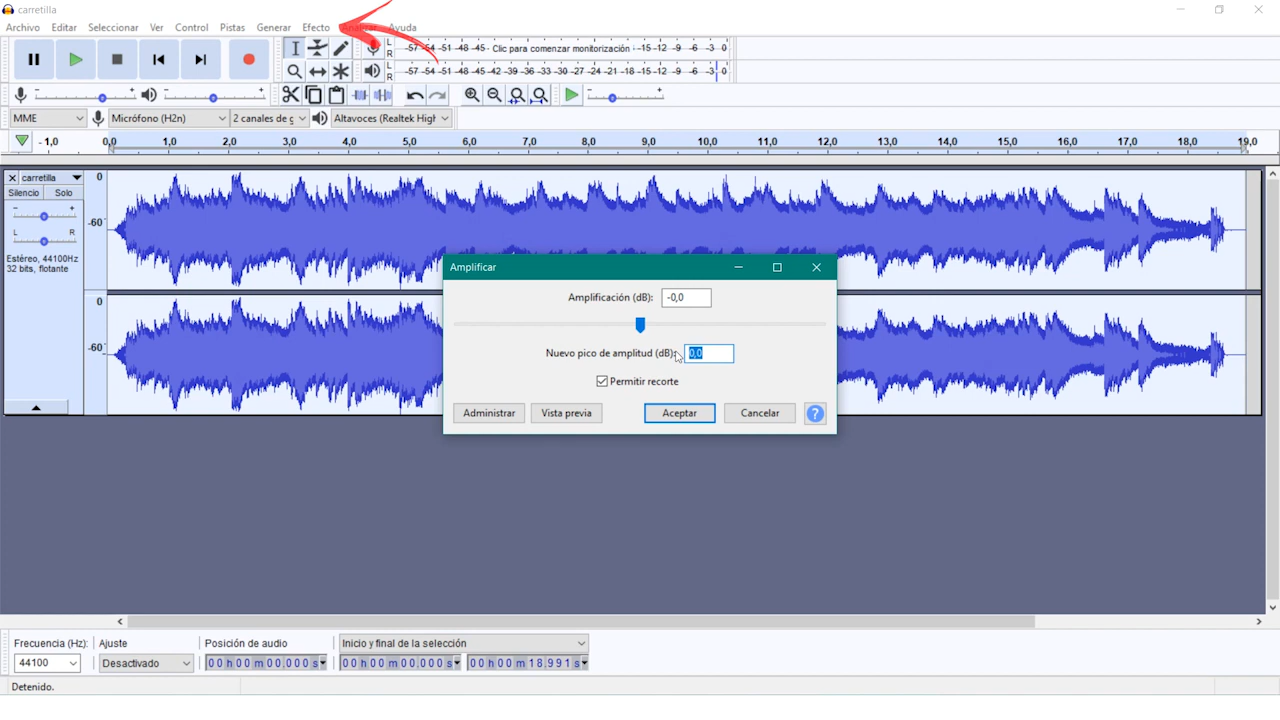 carretilla
Archivo Editar Seleccionar Ver Control Pistas Generar Efecto Analizar Ayuda
L
R
-57 -54 -51 -48 -45 - Clic para comenzar monitorización -15 -12 -9 -6 -3 0
L
R
-57 -54 -51 -48 -45 -42 -39 -36 -33 -30 -27 -24 -21 -18 -15 -12 -9 -6 -3 0
- + - + - +
MME Micrófono (H2n) 2 canales de g Altavoces (Realtek High
-1,0 0,0 1,0 2,0 3,0 4,0 5,0 6,0 7,0 8,0 9,0 10,0 11,0 12,0 13,0 14,0 15,0 16,0 17,0 18,0 19,0
carretilla
Silencio Solo
- +
L R
Estéreo, 44100Hz
32 bits, flotante
0
-60
0
-60
Amplificar
Amplificación (dB): -0,0
Nuevo pico de amplitud (dB): 0,0
Permitir recorte
Administrar Vista previa Aceptar Cancelar ?
Frecuencia (Hz): Ajuste Posición de audio Inicio y final de la selección
44100 Desactivado 00 h 00 m 00.000 s 00 h 00 m 00.000 s 00 h 00 m 18.991 s
Detenido.